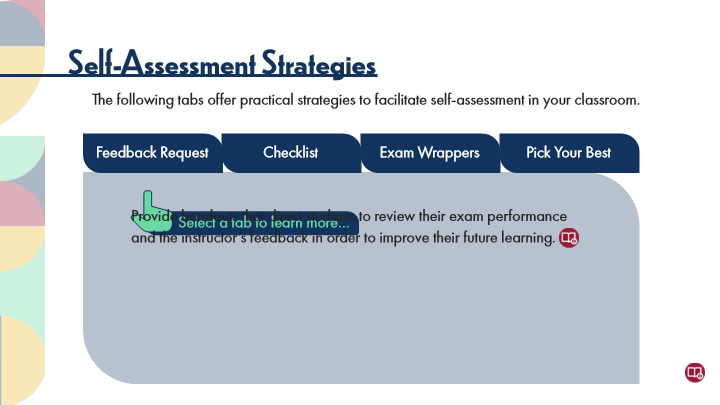 Self-Assessment Strategies
The following tabs offer practical strategies to facilitate self-assessment in your classroom.
Feedback Request
Checklist
Exam Wrappers
Pick Your Best
Provide to review their exam performance
Select a tab to learn more...
and the instructor's feedback in order to improve their future learning.